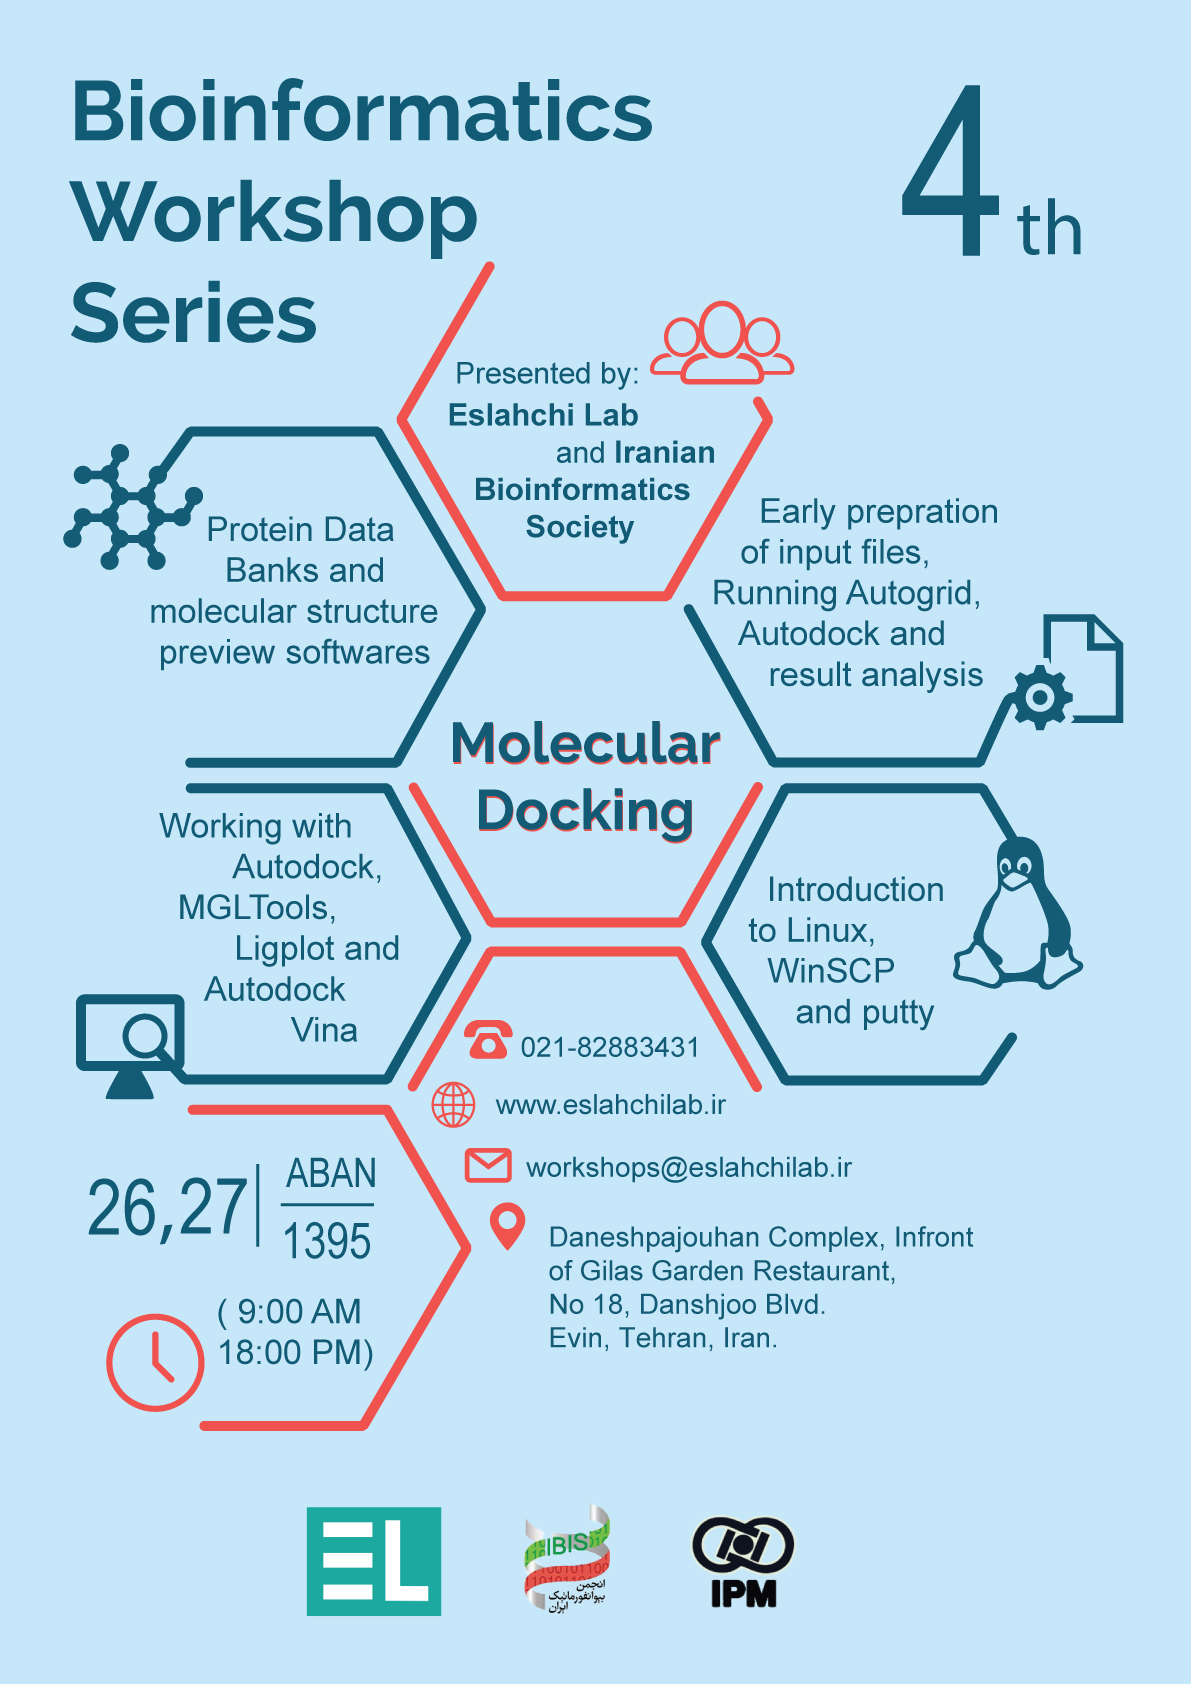 Bioinformatics
Workshop
Series
4th
Presented by:
Eslahchi Lab
and Iranian
Bioinformatics
Society
Protein Data
Banks and
molecular structure
preview softwares
Early prepration
of input files,
Running Autogrid,
Autodock and
result analysis
Molecular
Docking
Working with
Autodock,
MGLTools,
Ligplot and
Autodock
Vina
Introduction
to Linux,
WinSCP
and putty
021-82883431
www.eslahchilab.ir
workshops@eslahchilab.ir
Daneshpajouhan Complex, Infront
of Gilas Garden Restaurant,
No 18, Danshjoo Blvd.
Evin, Tehran, Iran.
26,27
ABAN
1395
( 9:00 AM
18:00 PM)
EL
IBIS
انجمن
بیوانفورماتیک
ایران
IPM